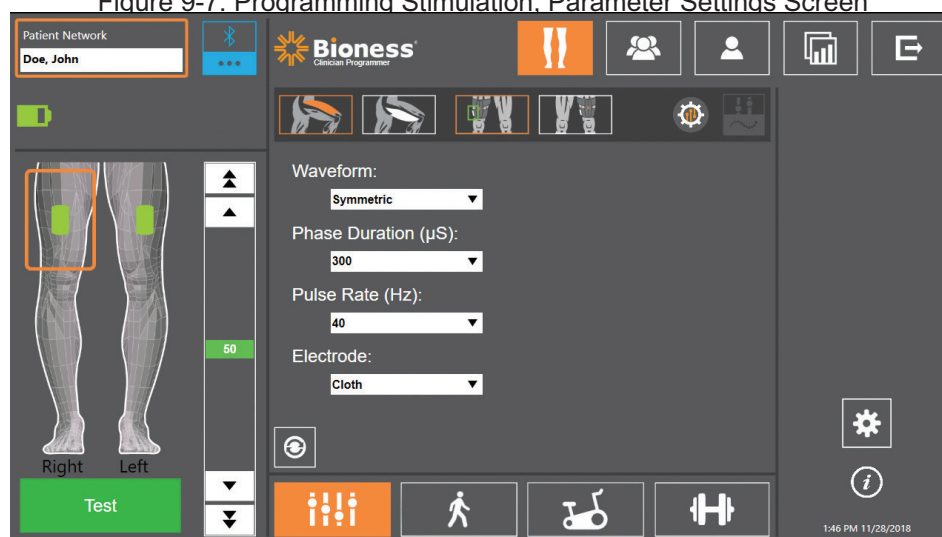 Figure 9-7: Programming Stimulation, Parameter Settings Screen
Patient Network
Doe, John
Bioness
Clinician Programmer
Waveform:
Symmetric
Phase Duration (µS):
300
Pulse Rate (Hz):
40
50
Electrode:
Cloth
Right Left
Test
i
1:46 PM 11/28/2018